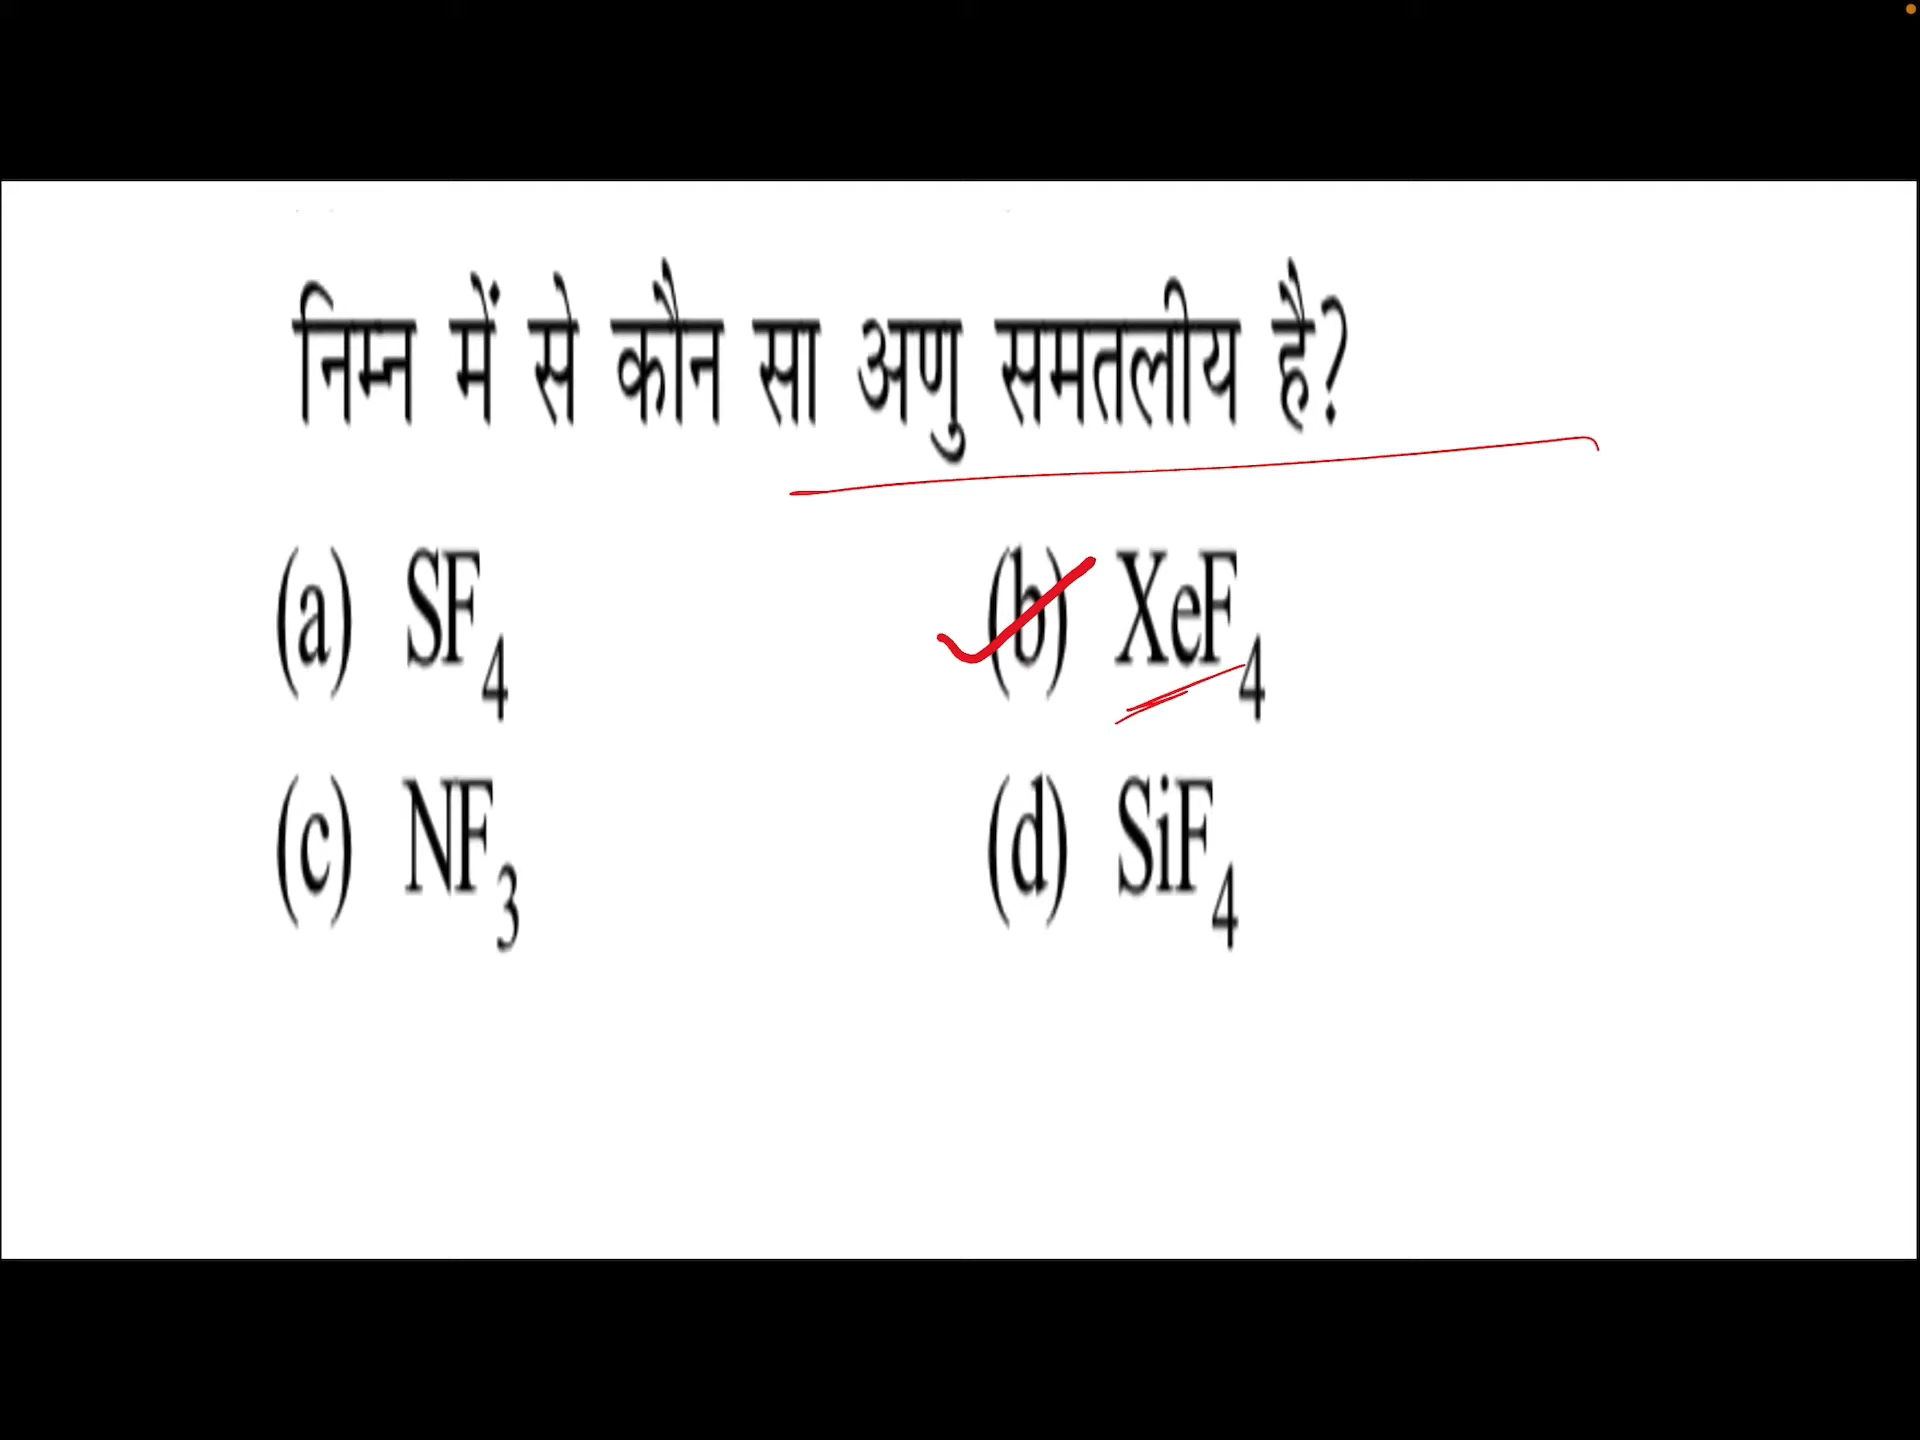 निम्न में से कौन सा अणु समतलीय है?
(a) SF4 (b) XeF4
(c) NF3 (d) SiF4